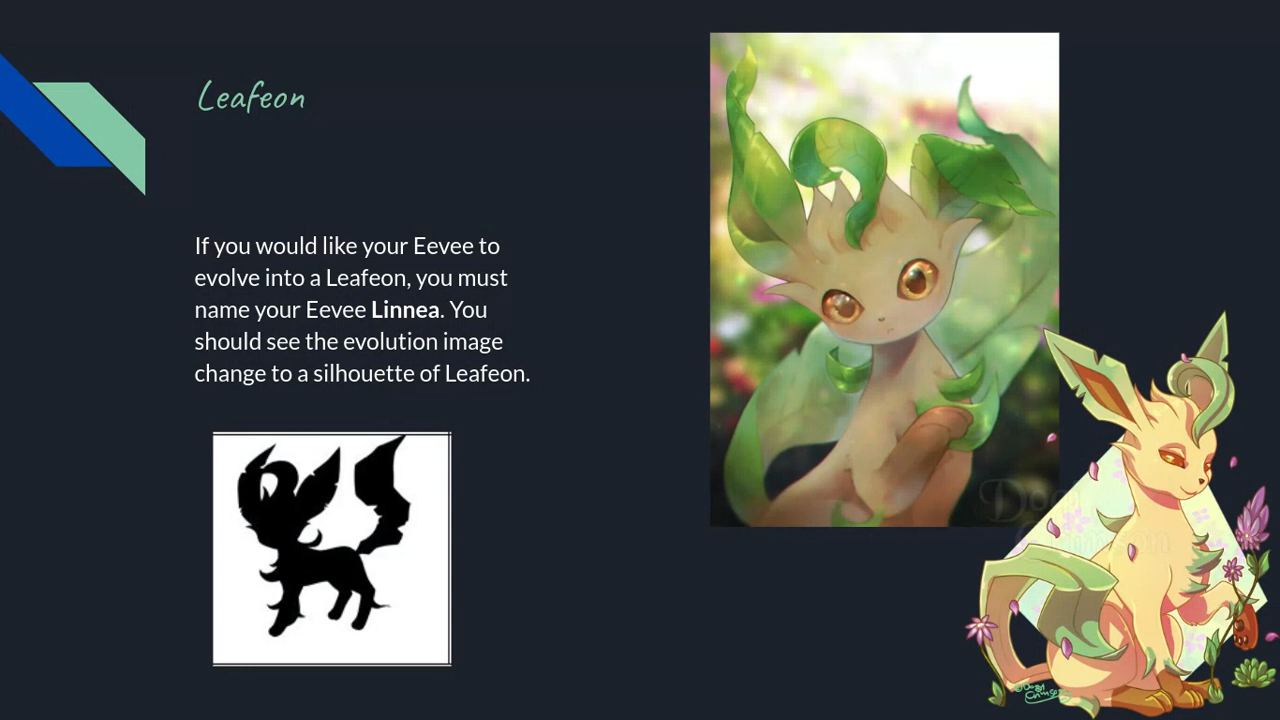 Leafeon
If you would like your Eevee to
evolve into a Leafeon, you must
name your Eevee Linnea. You
should see the evolution image
change to a silhouette of Leafeon.